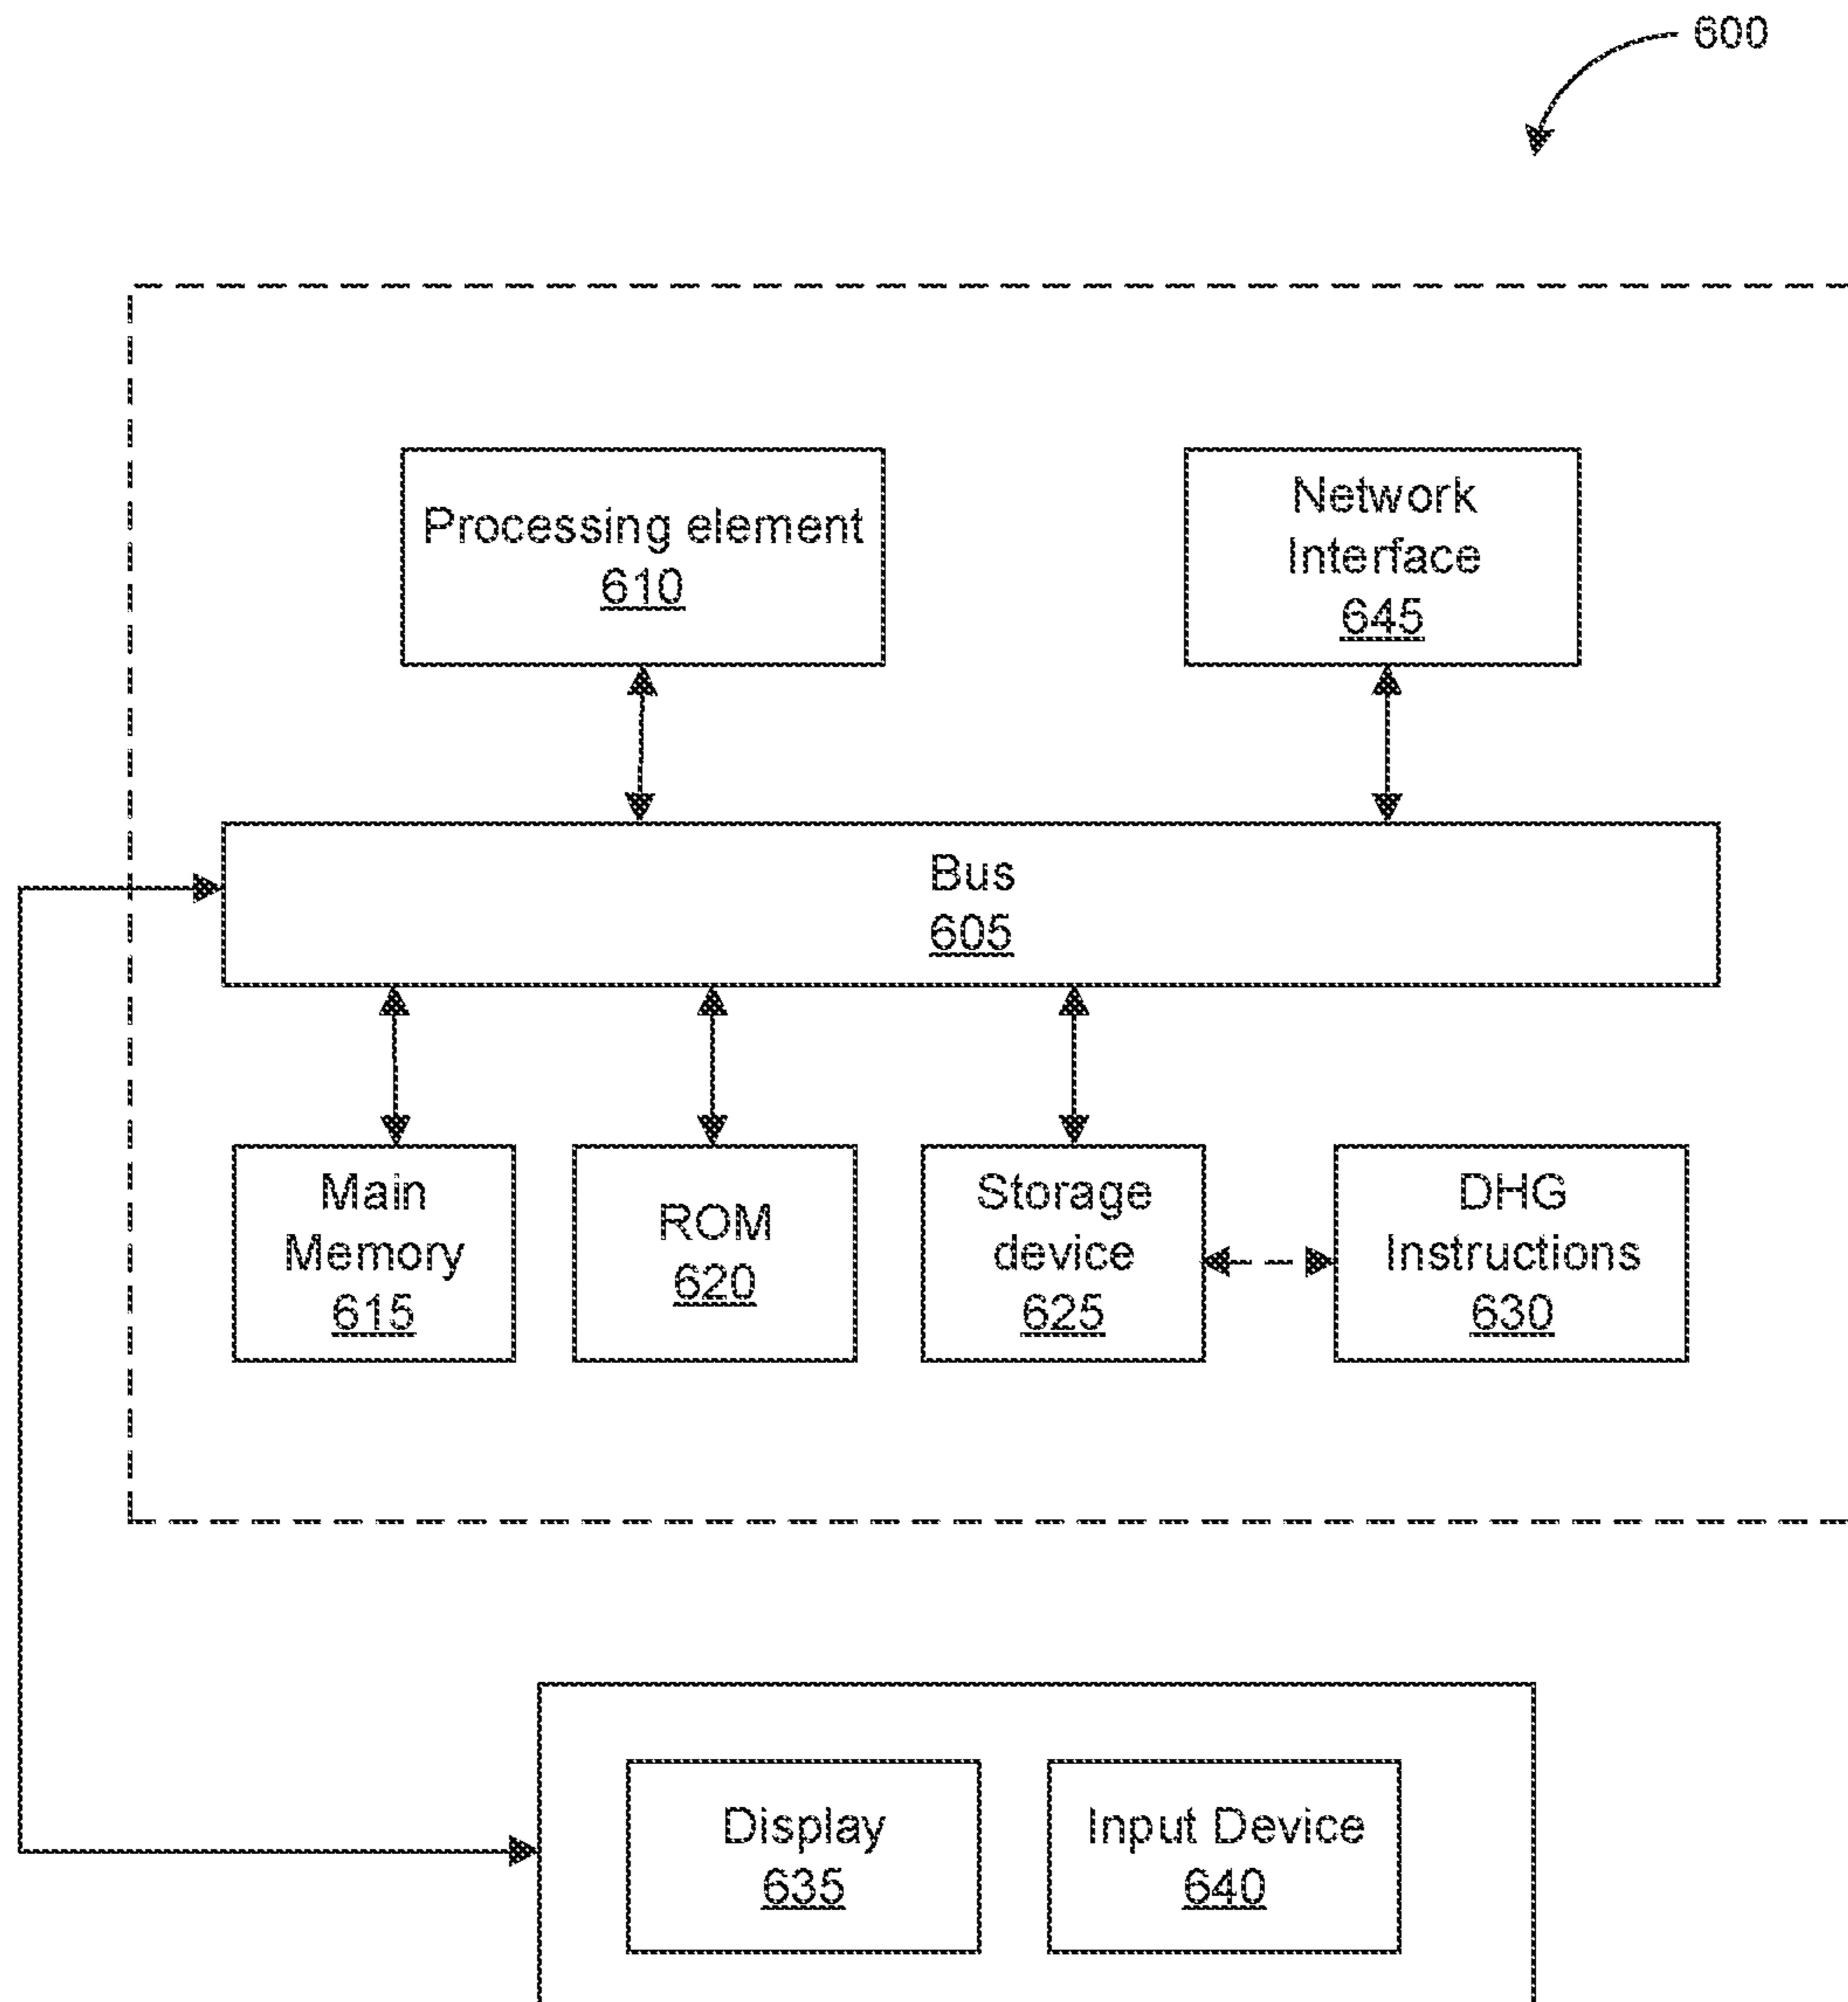 600
Processing element
610
Network
Interface
645
Bus
605
Main
Memory
615
ROM
620
Storage
device
625
DHG
Instructions
630
Display
635
Input Device
640